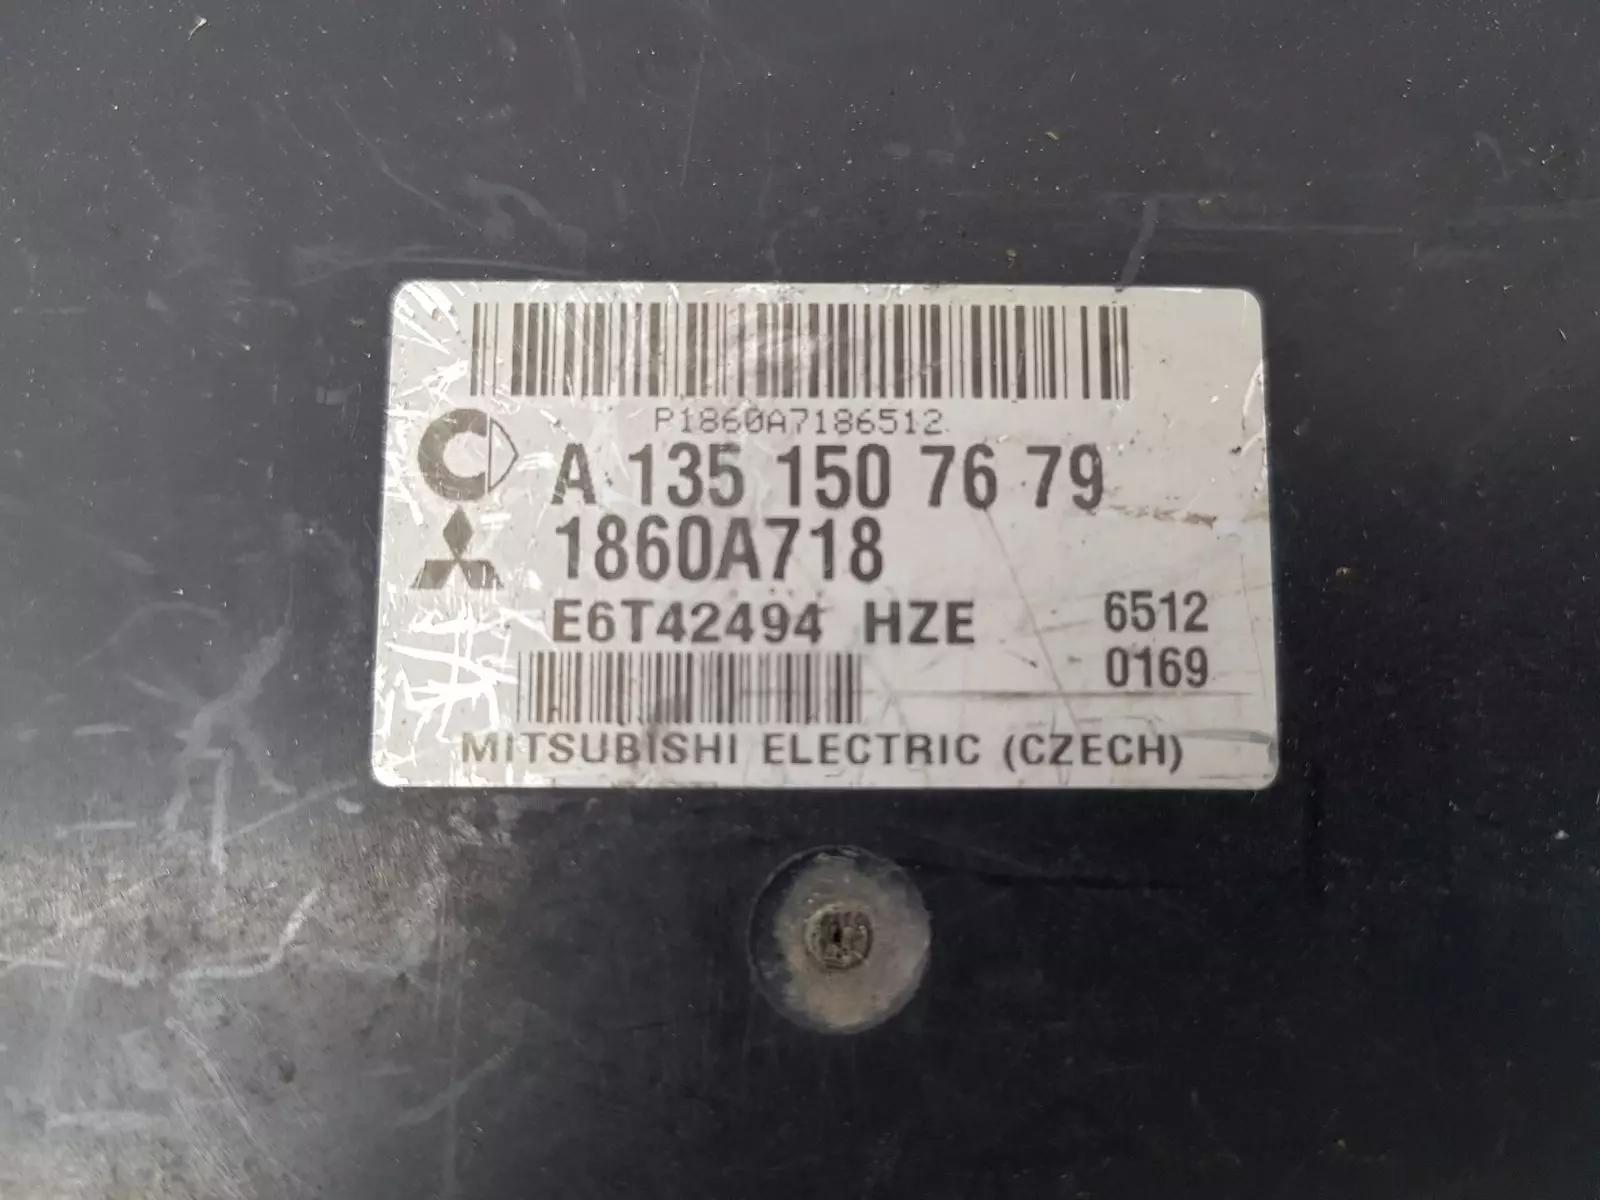 P1860A7186512
A 135 150 76 79
1860A718
E6T42494 HZE 6512
0169
MITSUBISHI ELECTRIC (CZECH)